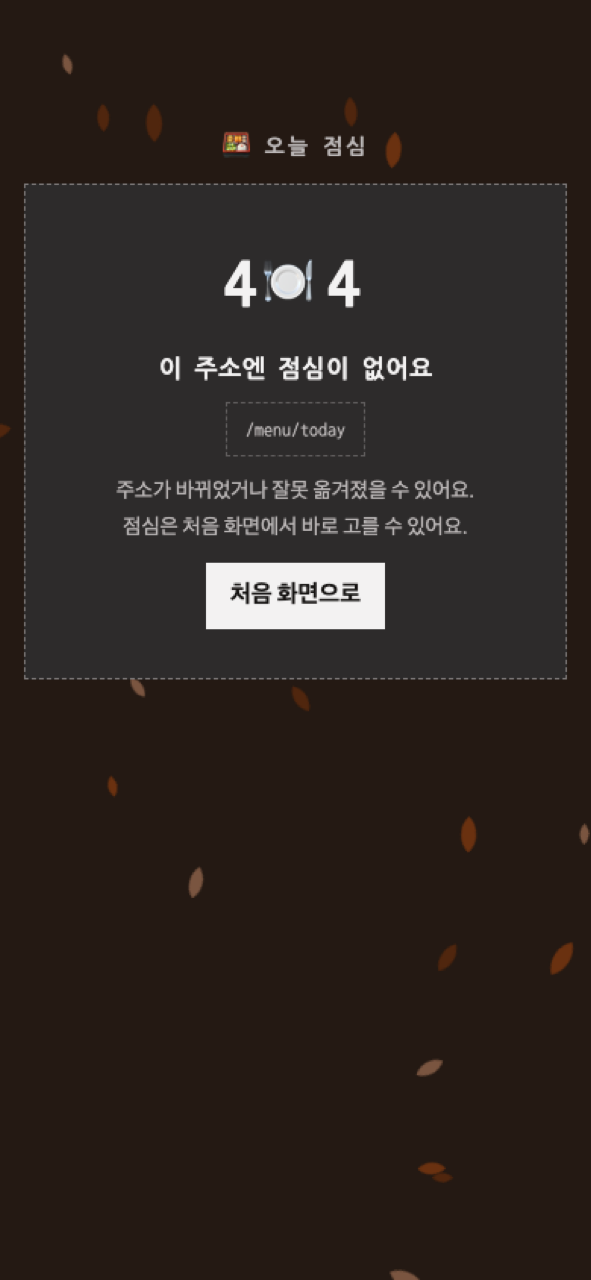 🍱 오늘 점심
4🍽️4
이 주소엔 점심이 없어요
/menu/today
주소가 바뀌었거나 잘못 옮겨졌을 수 있어요.
점심은 처음 화면에서 바로 고를 수 있어요.
처음 화면으로